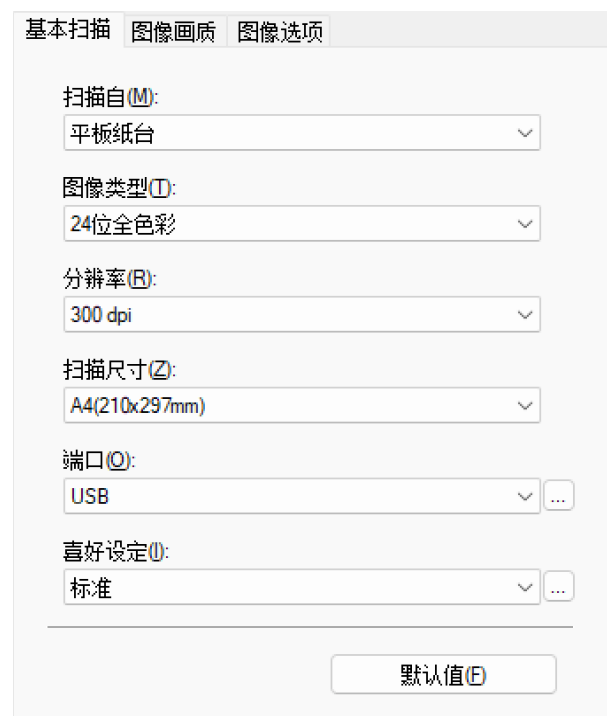 基本扫描 图像画质 图像选项
扫描自(M):
平板纸台
图像类型(T):
24位全色彩
分辨率(R):
300 dpi
扫描尺寸(Z):
A4(210x297mm)
端口(O):
USB ...
喜好设定(I):
标准 ...
默认值(F)